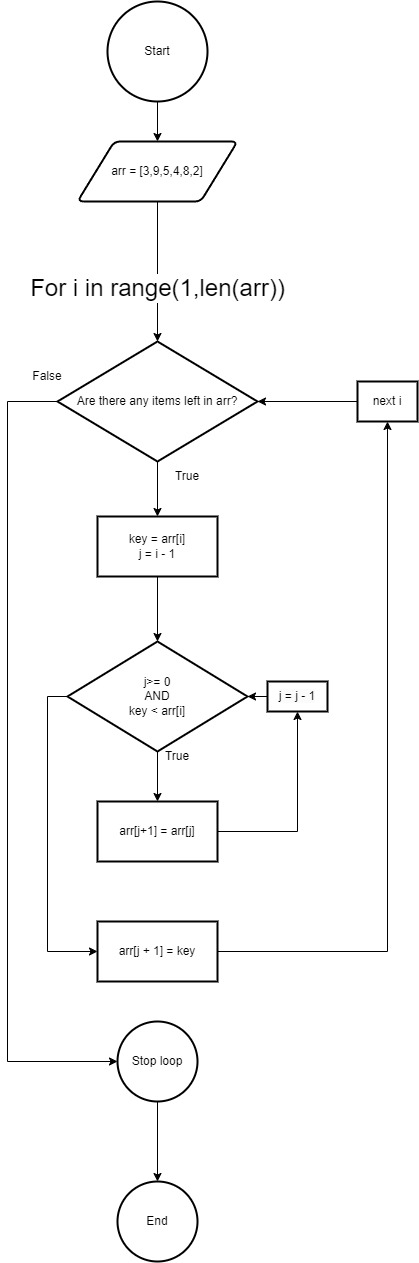 Start
arr = [3,9,5,4,8,2]
For i in range(1,len(arr))
False
Are there any items left in arr?
next i
True
key = arr[i]
j = i - 1
j>= 0
AND
key < arr[i]
j = j - 1
True
arr[j+1] = arr[j]
arr[j + 1] = key
Stop loop
End